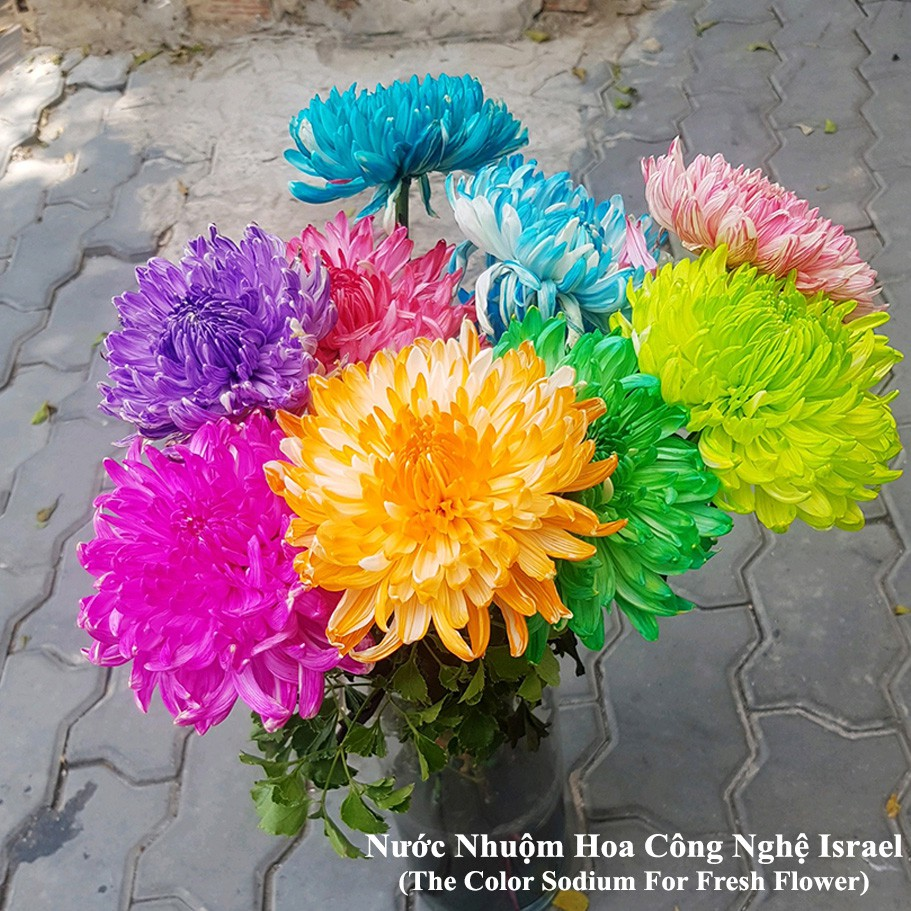 Nước Nhuộm Hoa Công Nghệ Israel
(The Color Sodium For Fresh Flower)